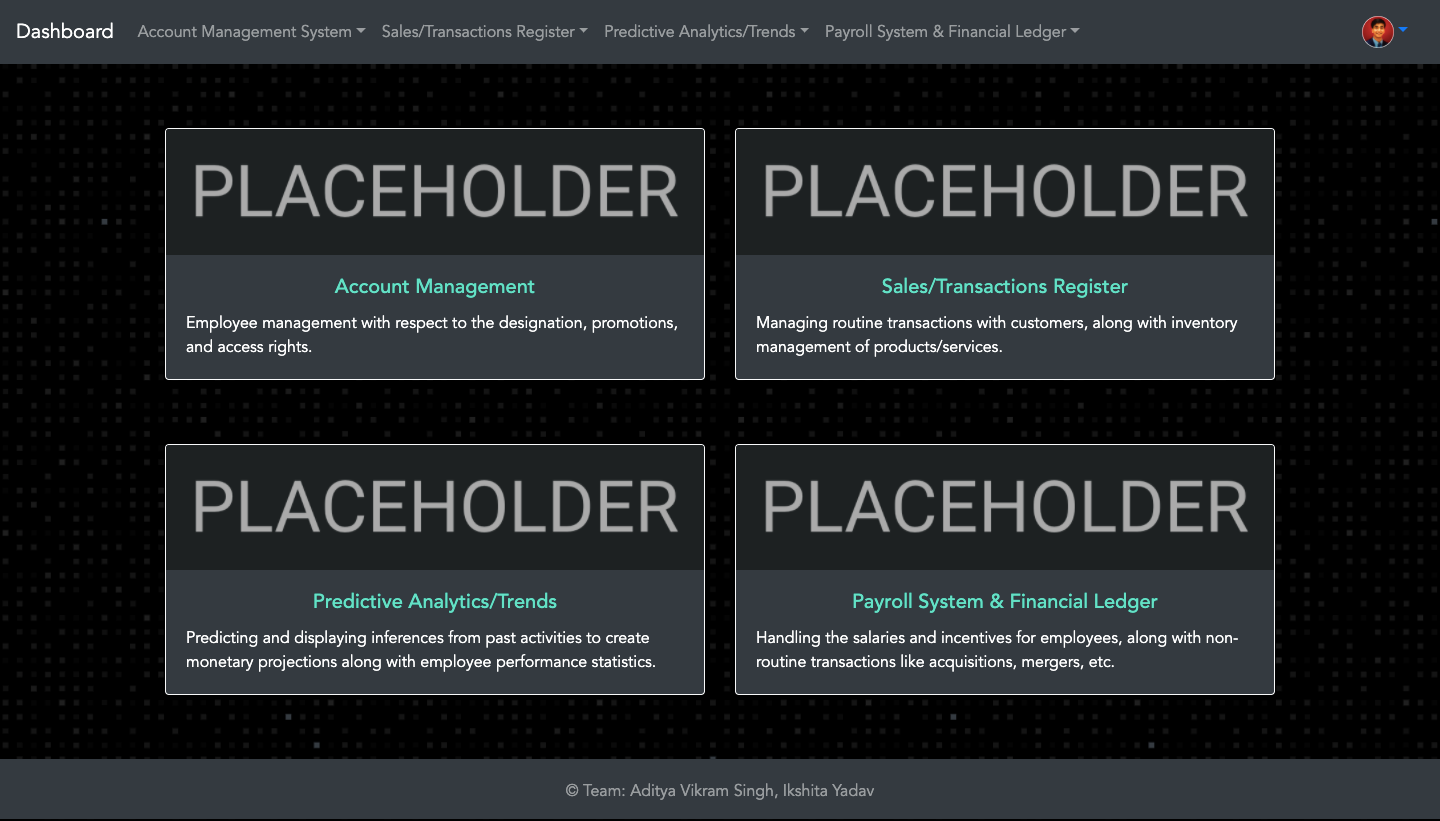 Dashboard Account Management System Sales/Transactions Register Predictive Analytics/Trends Payroll System & Financial Ledger
PLACEHOLDER
Account Management
Employee management with respect to the designation, promotions,
and access rights.
PLACEHOLDER
Sales/Transactions Register
Managing routine transactions with customers, along with inventory
management of products/services.
PLACEHOLDER
Predictive Analytics/Trends
Predicting and displaying inferences from past activities to create
monetary projections along with employee performance statistics.
PLACEHOLDER
Payroll System & Financial Ledger
Handling the salaries and incentives for employees, along with non-
routine transactions like acquisitions, mergers, etc.
© Team: Aditya Vikram Singh, Ikshita Yadav